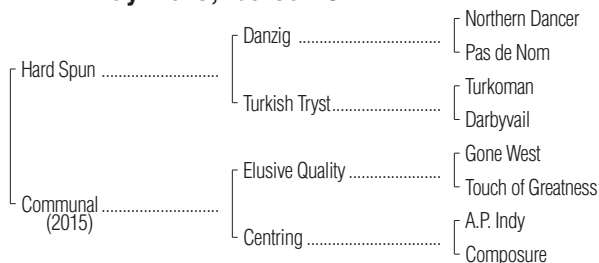 Northern Dancer
Danzig ........................................
Pas de Nom
Hard Spun .................................
Turkoman
Turkish Tryst...............................
Darbyvail
Gone West
Elusive Quality ..........................
Touch of Greatness
Communal .................................
(2015)
A.P. Indy
Centring ......................................
Composure